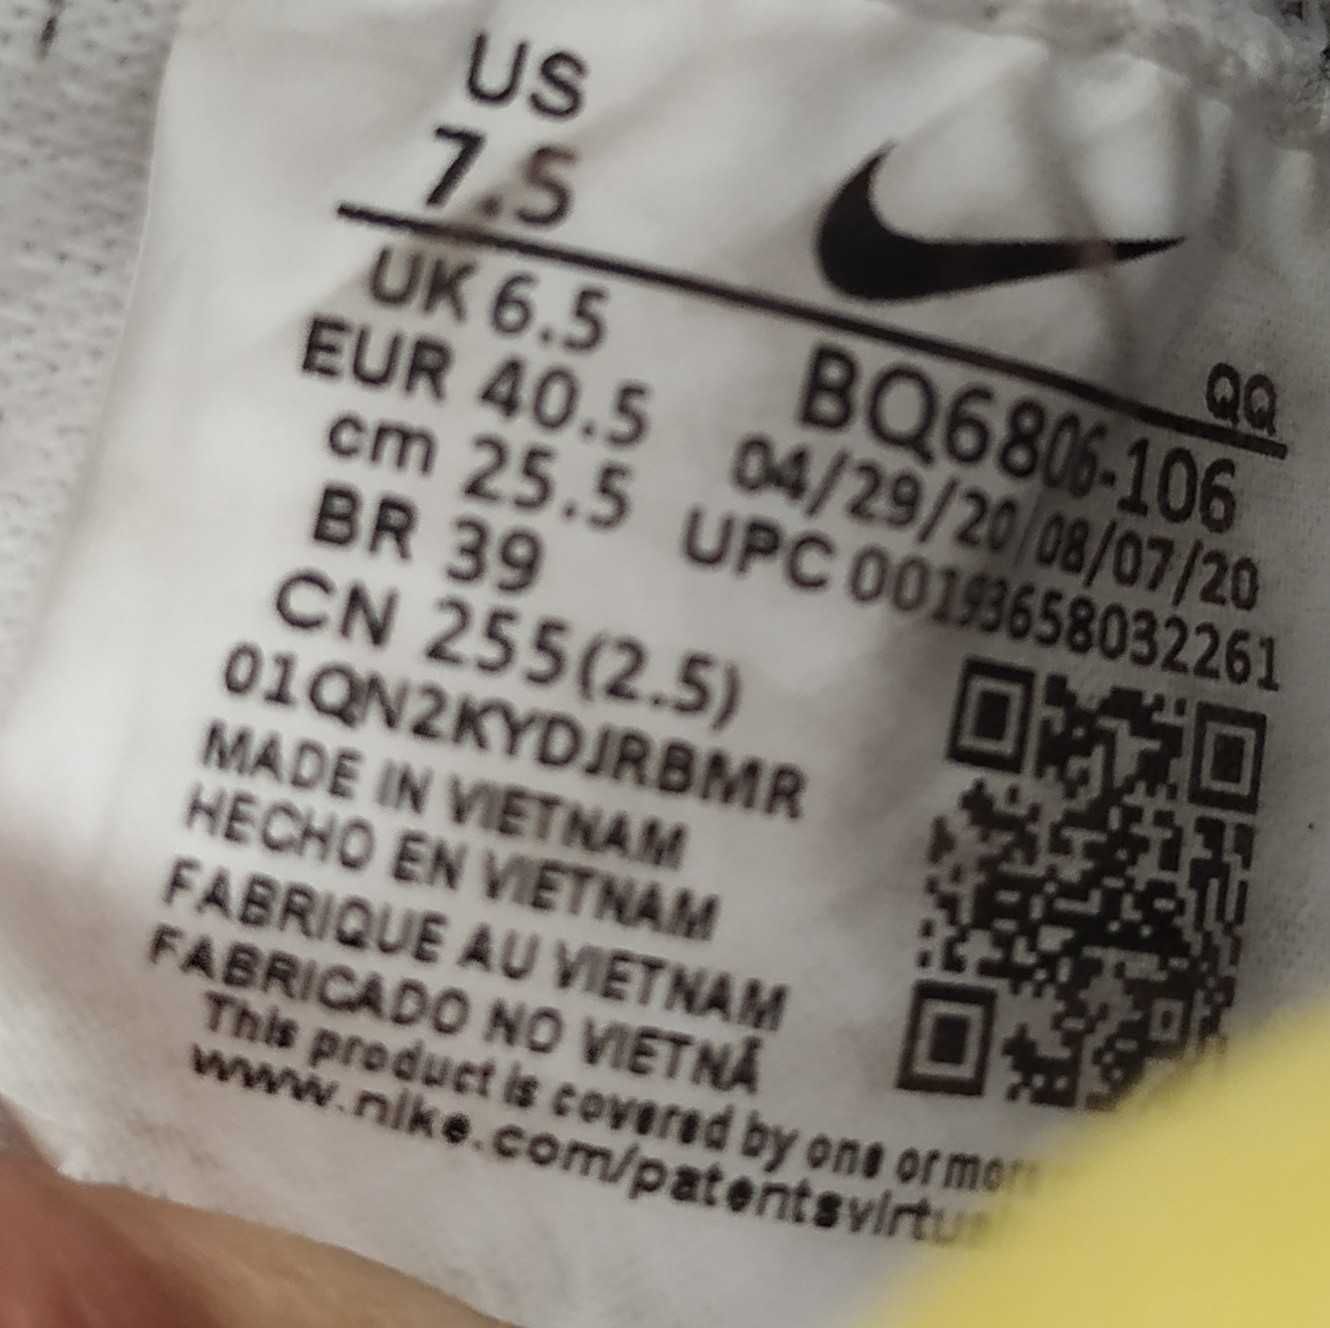 US
7.5
UK 6.5
EUR 40.5
cm 25.5
BR 39
CN 255(2.5)
01QN2KYDJRBMR
MADE IN VIETNAM
HECHO EN VIETNAM
FABRIQUE AU VIETNAM
FABRICADO NO VIETNÃ
This product is covered by one or more
www.nike.com/patentsvirtu
QQ
BQ6806-106
04/29/20 08/07/20
UPC 00193658032261